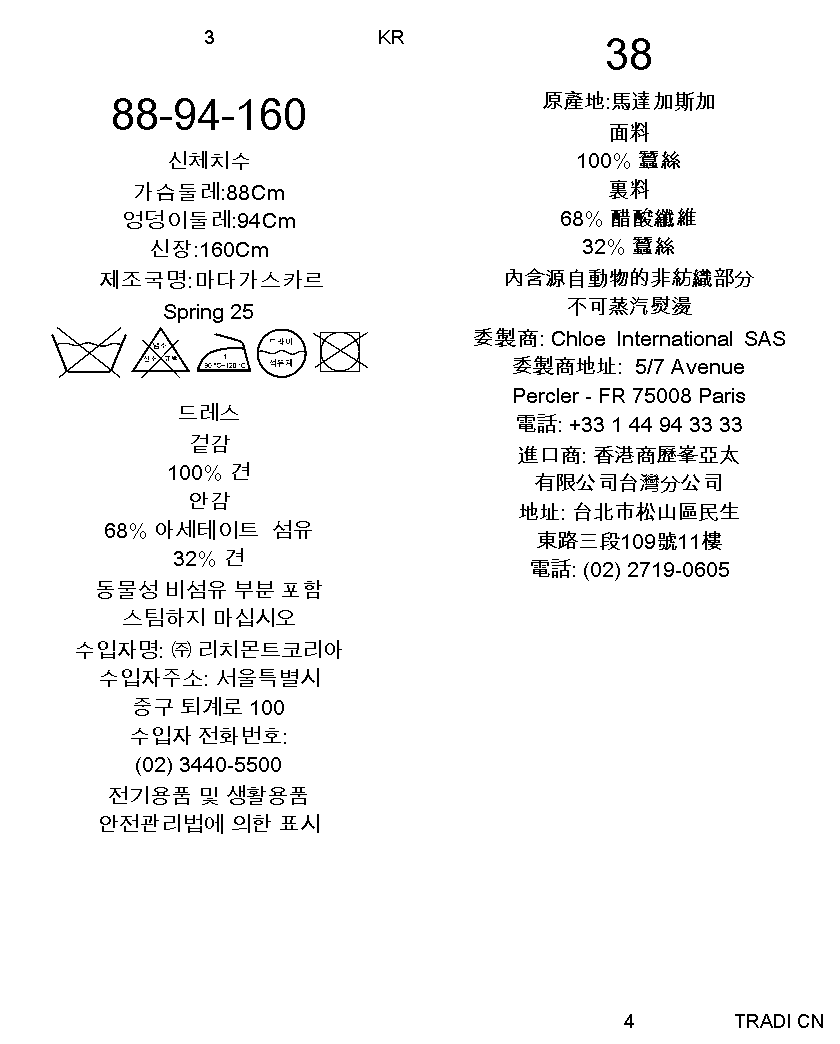 3
KR
88-94-160
신체치수
가슴둘레:88Cm
엉덩이둘레:94Cm
신장:160Cm
제조국명:마다가스카르
Spring 25
염소
산소 표백
1
80 °C~120 °C
드라이
석유계
드레스
겉감
100% 견
안감
68% 아세테이트 섬유
32% 견
동물성 비섬유 부분 포함
스팀하지 마십시오
수입자명: ㈜ 리치몬트코리아
수입자주소: 서울특별시
중구 퇴계로 100
수입자 전화번호:
(02) 3440-5500
전기용품 및 생활용품
안전관리법에 의한 표시
38
原產地:馬達加斯加
面料
100% 蠶絲
裏料
68% 醋酸纖維
32% 蠶絲
內含源自動物的非紡織部分
不可蒸汽熨燙
委製商: Chloe International SAS
委製商地址: 5/7 Avenue
Percier - FR 75008 Paris
電話: +33 1 44 94 33 33
進口商: 香港商歷峯亞太
有限公司台灣分公司
地址: 台北市松山區民生
東路三段109號11樓
電話: (02) 2719-0605
4
TRADI CN